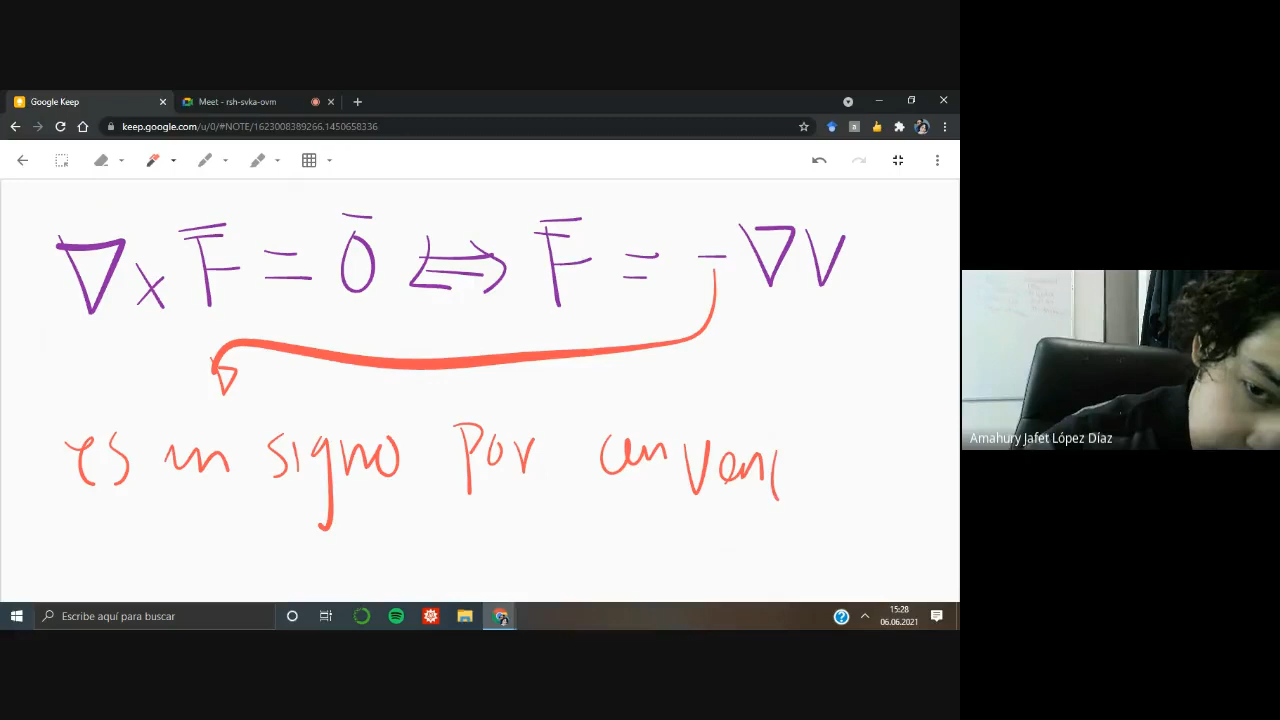 Google Keep
Meet - rsh-svka-ovm
keep.google.com/u/0/#NOTE/1623008389266.1450658336
∇ x F̅ = 0̅ ⟺ F̅ = -∇V
es un signo por conven
Amahury Jafet López Díaz
Escribe aquí para buscar
15:28
06.06.2021